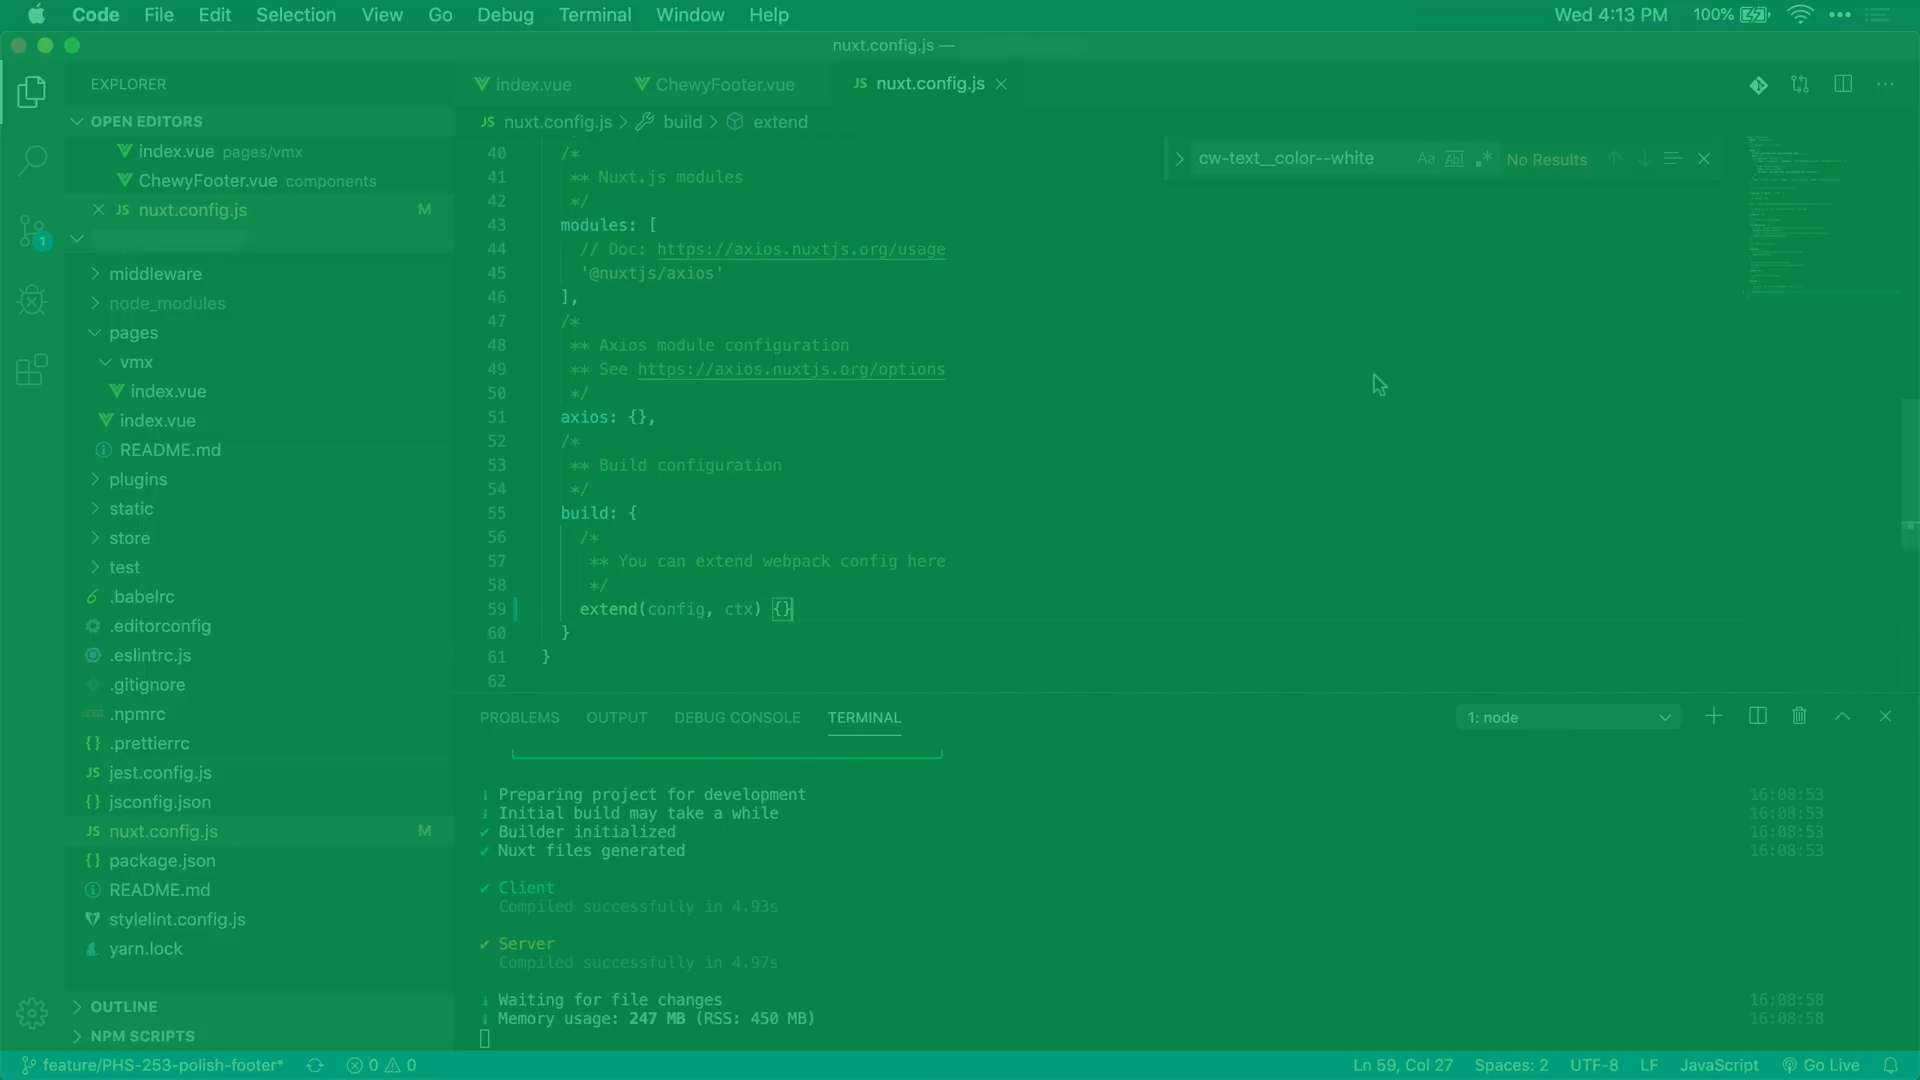 Code File Edit Selection View Go Debug Terminal Window Help Wed 4:13 PM 100%
nuxt.config.js —
EXPLORER
OPEN EDITORS
index.vue pages/vmx
ChewyFooter.vue components
JS nuxt.config.js M
middleware
node_modules
pages
vmx
index.vue
index.vue
README.md
plugins
static
store
test
.babelrc
.editorconfig
.eslintrc.js
.gitignore
.npmrc
{} .prettierrc
JS jest.config.js
{} jsconfig.json
JS nuxt.config.js M
{} package.json
README.md
stylelint.config.js
yarn.lock
OUTLINE
NPM SCRIPTS
index.vue ChewyFooter.vue JS nuxt.config.js
JS nuxt.config.js > build > extend
cw-text__color--white Aa Abl .* No Results
40 /*
41 ** Nuxt.js modules
42 */
43 modules: [
44 // Doc: https://axios.nuxtjs.org/usage
45 '@nuxtjs/axios'
46 ],
47 /*
48 ** Axios module configuration
49 ** See https://axios.nuxtjs.org/options
50 */
51 axios: {},
52 /*
53 ** Build configuration
54 */
55 build: {
56 /*
57 ** You can extend webpack config here
58 */
59 extend(config, ctx) {}
60 }
61 }
62
PROBLEMS OUTPUT DEBUG CONSOLE TERMINAL 1: node
i Preparing project for development 16:08:53
i Initial build may take a while 16:08:53
✔ Builder initialized 16:08:53
✔ Nuxt files generated 16:08:53
✔ Client
Compiled successfully in 4.93s
✔ Server
Compiled successfully in 4.97s
i Waiting for file changes 16:08:58
i Memory usage: 247 MB (RSS: 450 MB) 16:08:58
1
feature/PHS-253-polish-footer* 0 0 Ln 59, Col 27 Spaces: 2 UTF-8 LF JavaScript Go Live